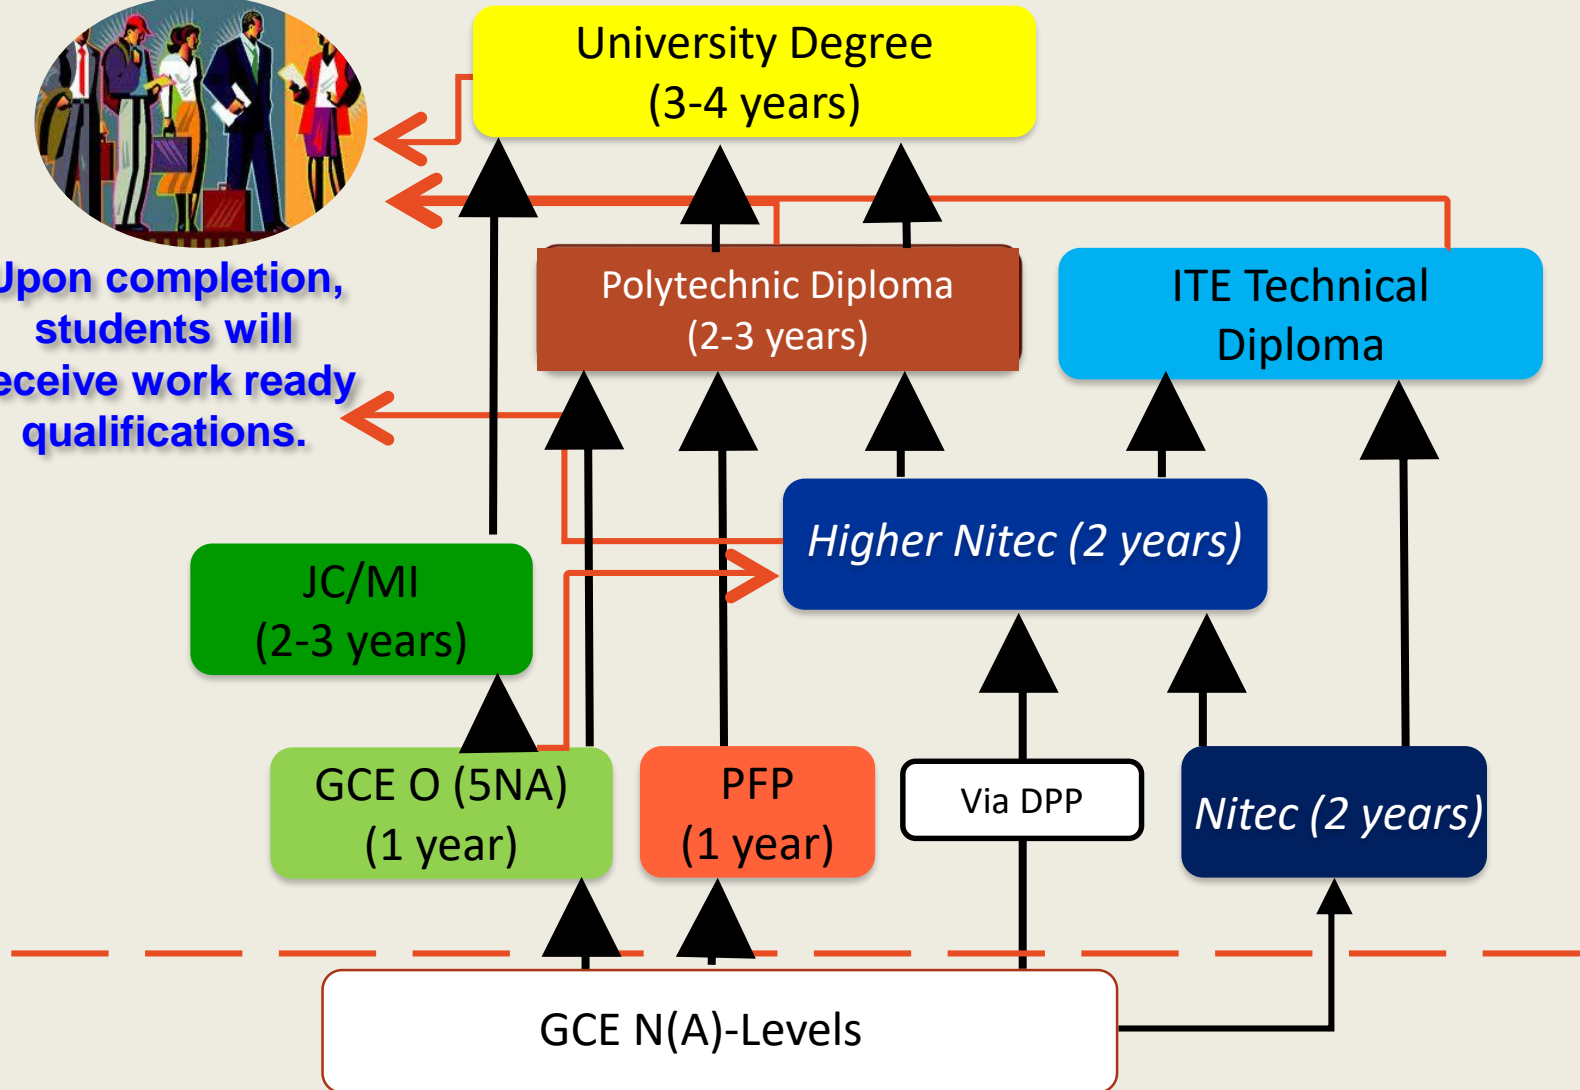 University Degree
(3-4 years)
Upon completion,
students will
eceive work ready
qualifications.
Polytechnic Diploma
(2-3 years)
ITE Technical
Diploma
Higher Nitec (2 years)
JC/MI
(2-3 years)
GCE O (5NA)
(1 year)
PFP
(1 year)
Via DPP
Nitec (2 years)
GCE N(A)-Levels